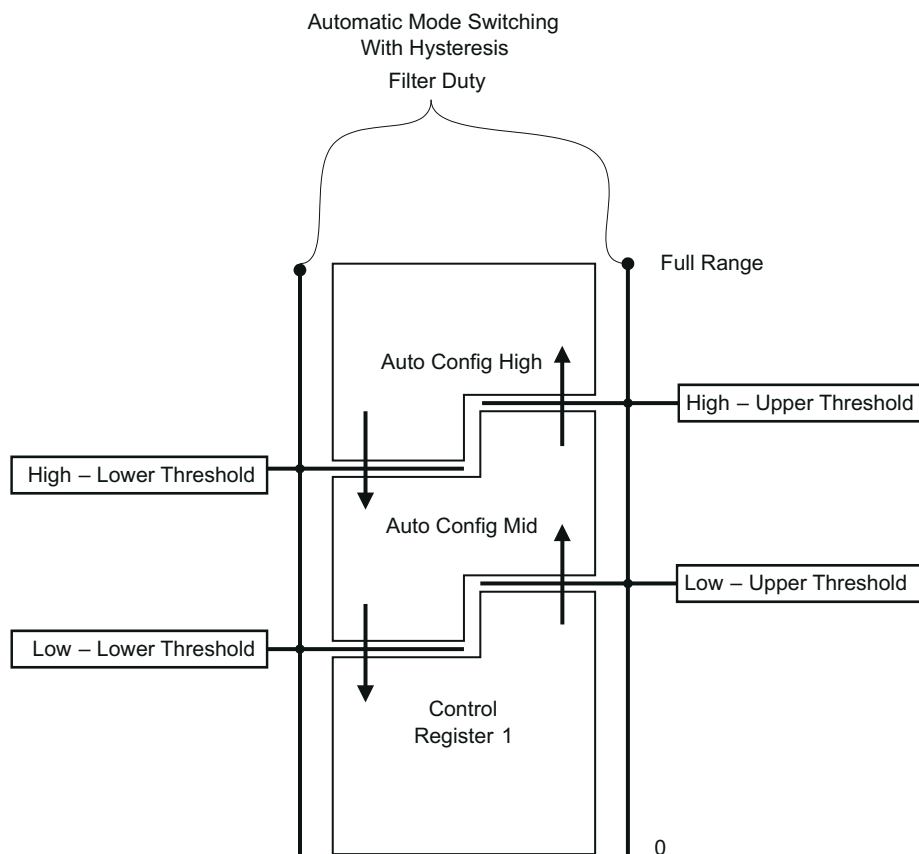 Automatic Mode Switching
With Hysteresis
Filter Duty
Full Range
Auto Config High
High – Upper Threshold
High – Lower Threshold
Auto Config Mid
Low – Upper Threshold
Low – Lower Threshold
Control
Register 1
0